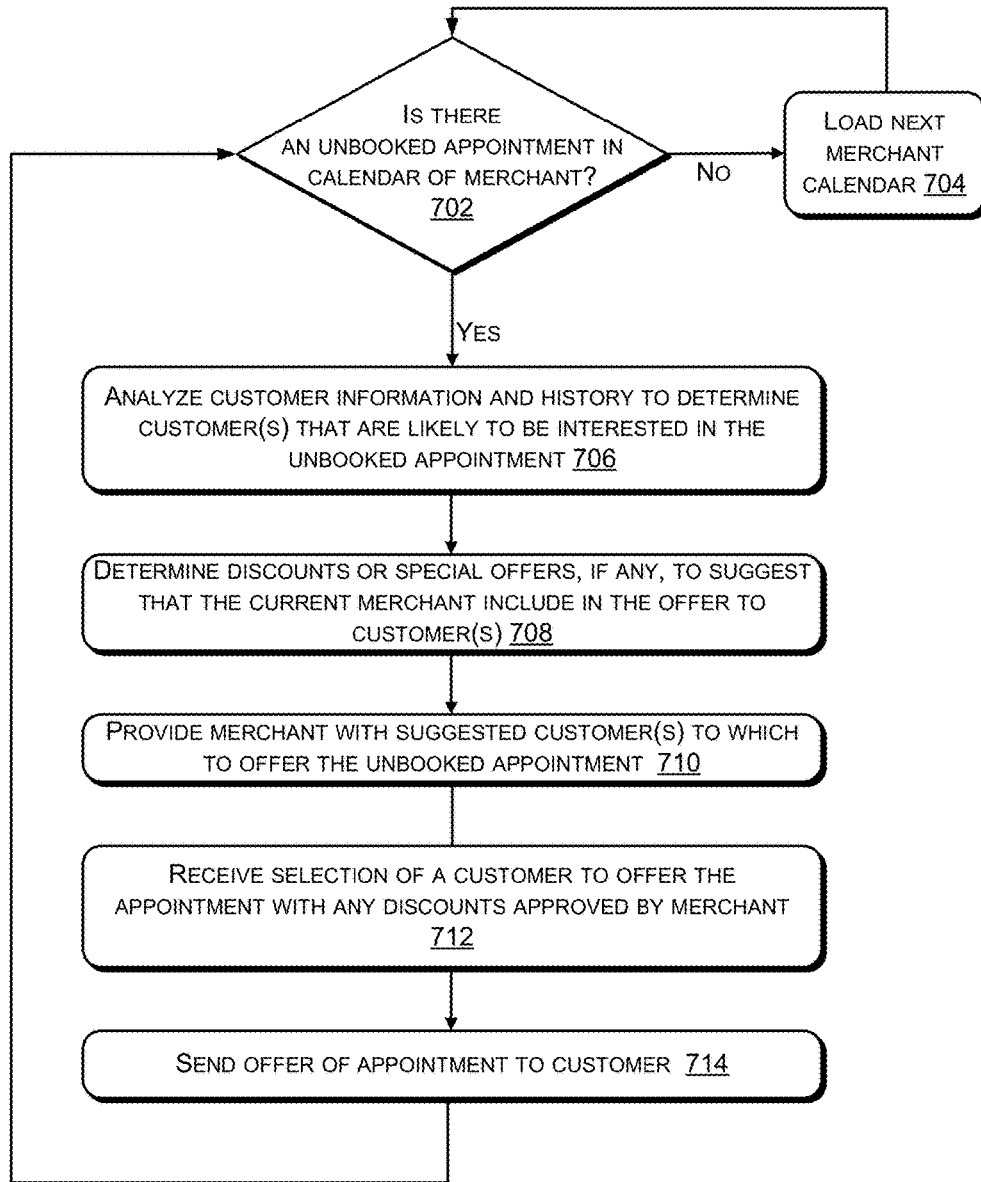 IS THERE
AN UNBOOKED APPOINTMENT IN
CALENDAR OF MERCHANT?
702
NO
LOAD NEXT
MERCHANT
CALENDAR 704
YES
ANALYZE CUSTOMER INFORMATION AND HISTORY TO DETERMINE
CUSTOMER(S) THAT ARE LIKELY TO BE INTERESTED IN THE
UNBOOKED APPOINTMENT 706
DETERMINE DISCOUNTS OR SPECIAL OFFERS, IF ANY, TO SUGGEST
THAT THE CURRENT MERCHANT INCLUDE IN THE OFFER TO
CUSTOMER(S) 708
PROVIDE MERCHANT WITH SUGGESTED CUSTOMER(S) TO WHICH
TO OFFER THE UNBOOKED APPOINTMENT 710
RECEIVE SELECTION OF A CUSTOMER TO OFFER THE
APPOINTMENT WITH ANY DISCOUNTS APPROVED BY MERCHANT
712
SEND OFFER OF APPOINTMENT TO CUSTOMER 714